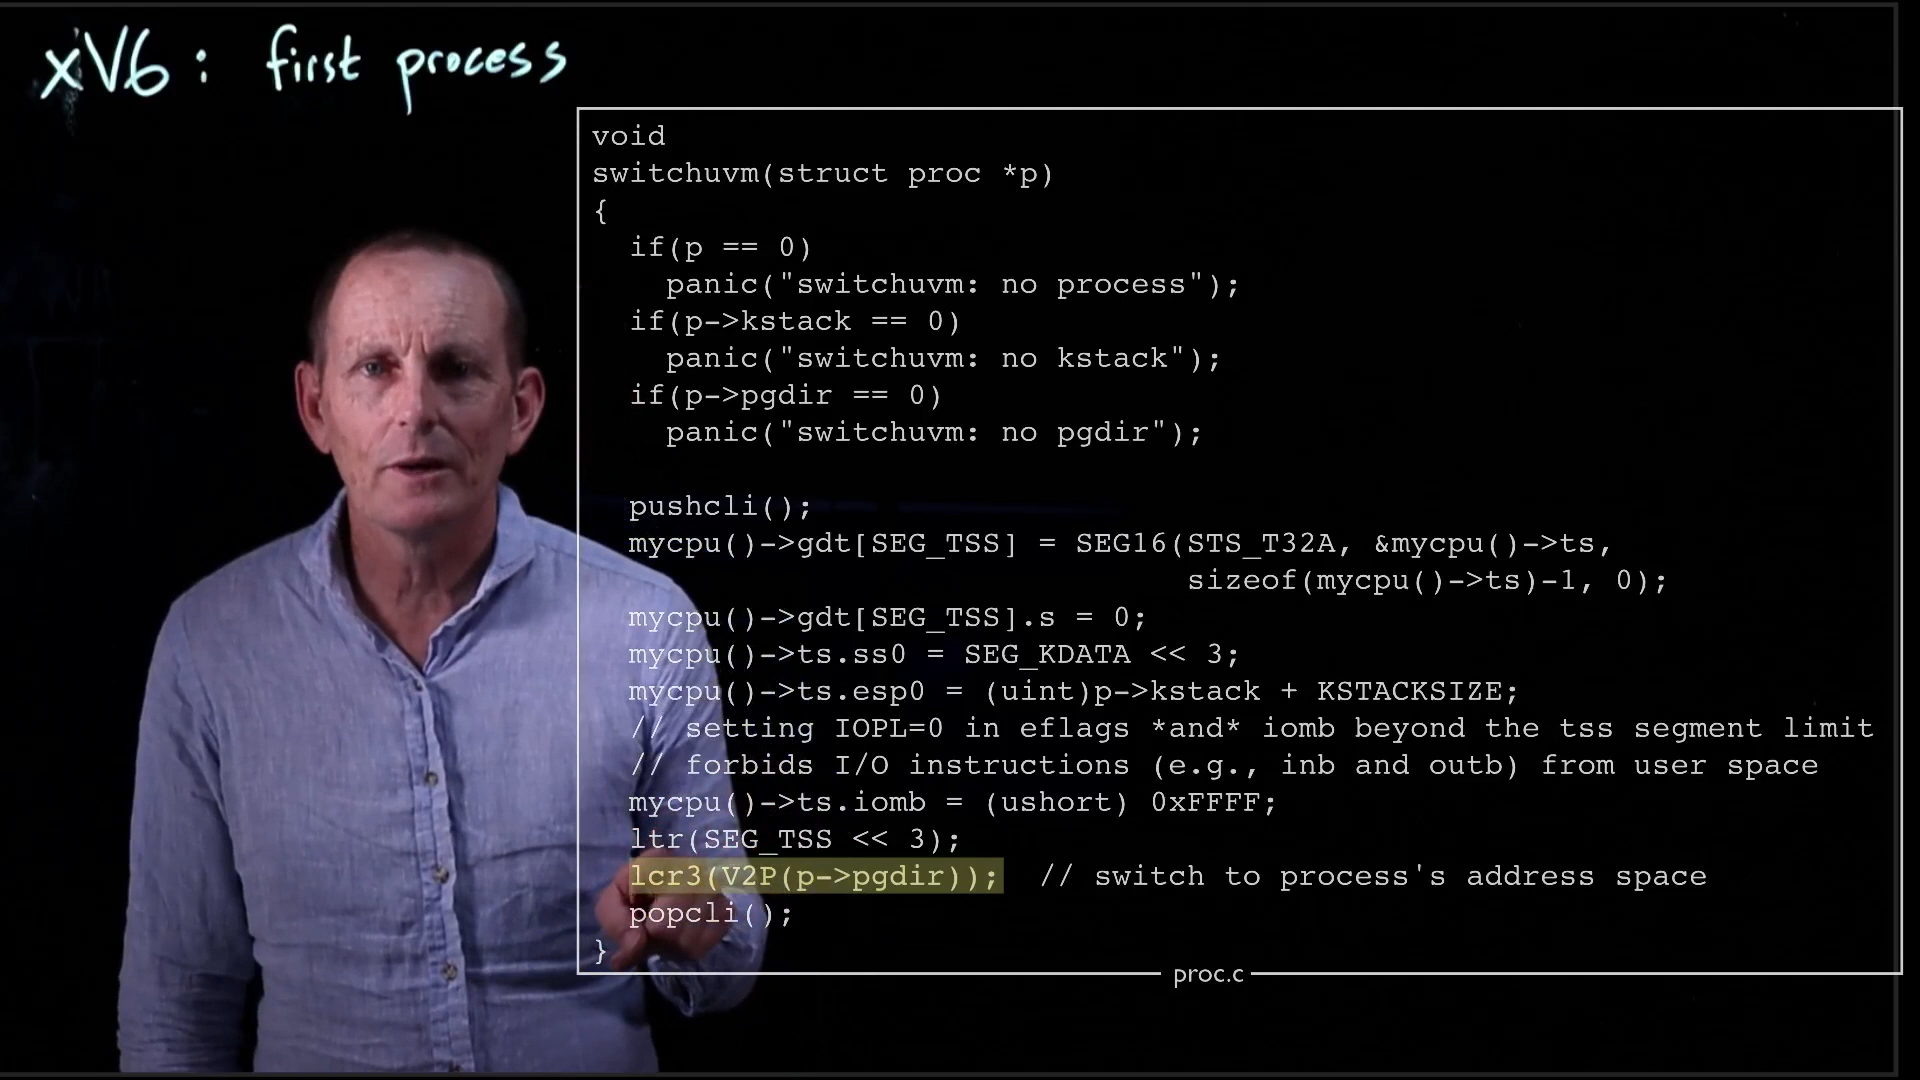 xV6: first process
void
switchuvm(struct proc *p)
{
  if(p == 0)
    panic("switchuvm: no process");
  if(p->kstack == 0)
    panic("switchuvm: no kstack");
  if(p->pgdir == 0)
    panic("switchuvm: no pgdir");
  pushcli();
  mycpu()->gdt[SEG_TSS] = SEG16(STS_T32A, &mycpu()->ts,
                                sizeof(mycpu()->ts)-1, 0);
  mycpu()->gdt[SEG_TSS].s = 0;
  mycpu()->ts.ss0 = SEG_KDATA << 3;
  mycpu()->ts.esp0 = (uint)p->kstack + KSTACKSIZE;
  // setting IOPL=0 in eflags *and* iomb beyond the tss segment limit
  // forbids I/O instructions (e.g., inb and outb) from user space
  mycpu()->ts.iomb = (ushort) 0xFFFF;
  ltr(SEG_TSS << 3);
  lcr3(V2P(p->pgdir));  // switch to process's address space
  popcli();
}
proc.c